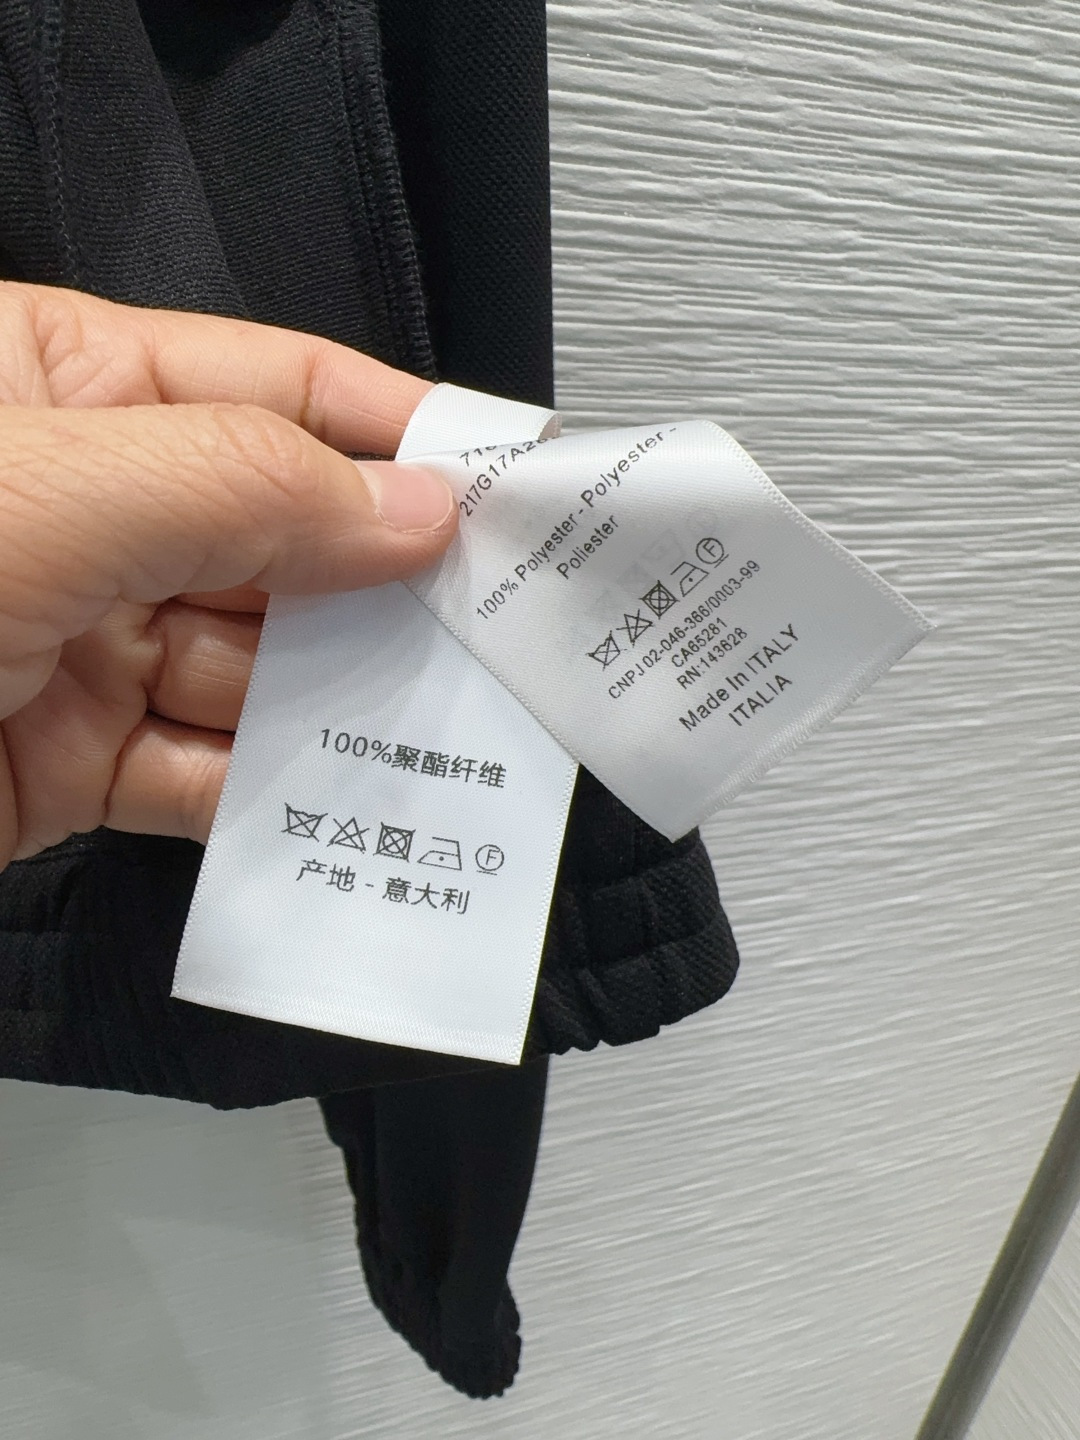 217G17A26
100% Polyester - Polyester -
Poliester
F
CNPJ 02-046-366/0003-99
CA65281
RN:143628
Made In ITALY
ITALIA
100%聚酯纤维
F
产地 - 意大利